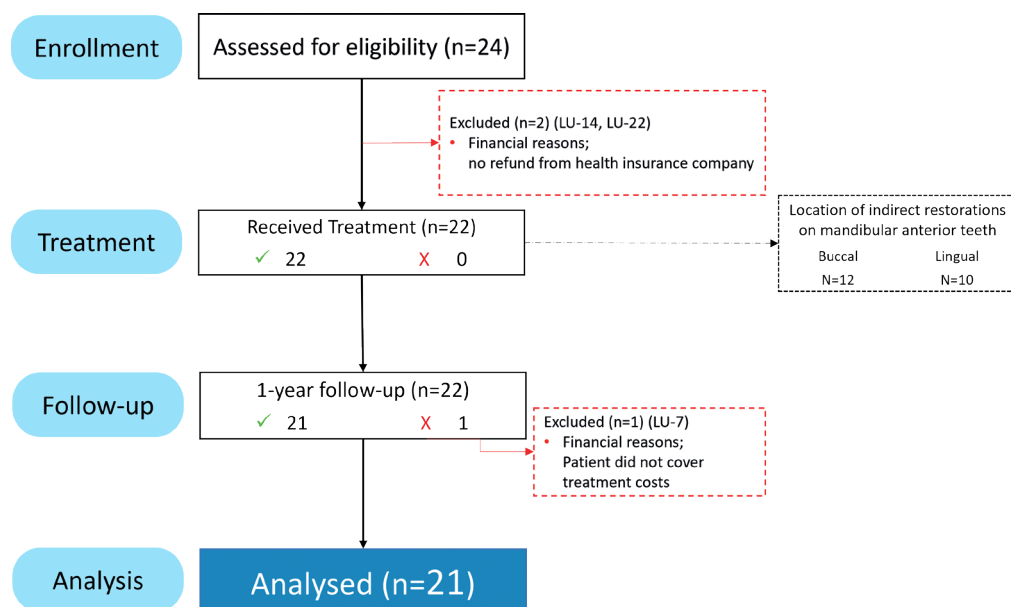 Enrollment
Assessed for eligibility (n=24)
Excluded (n=2) (LU-14, LU-22)
• Financial reasons;
no refund from health insurance company
Treatment
Received Treatment (n=22)
✓ 22 X 0
Location of indirect restorations
on mandibular anterior teeth
Buccal Lingual
N=12 N=10
Follow-up
1-year follow-up (n=22)
✓ 21 X 1
Excluded (n=1) (LU-7)
• Financial reasons;
Patient did not cover
treatment costs
Analysis
Analysed (n=21)